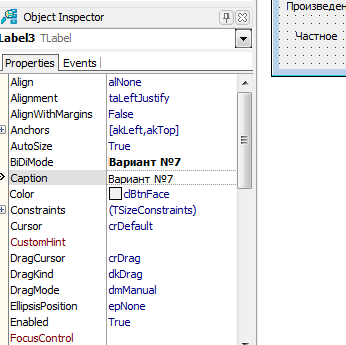 Object Inspector
Label3 TLabel
Properties Events
Align alNone
Alignment taLeftJustify
AlignWithMargins False
Anchors [akLeft,akTop]
AutoSize True
BiDiMode Вариант №7
Caption Вариант №7
Color clBtnFace
Constraints (TSizeConstraints)
Cursor crDefault
CustomHint
DragCursor crDrag
DragKind dkDrag
DragMode dmManual
EllipsisPosition epNone
Enabled True
FocusControl
Произведен
Частное